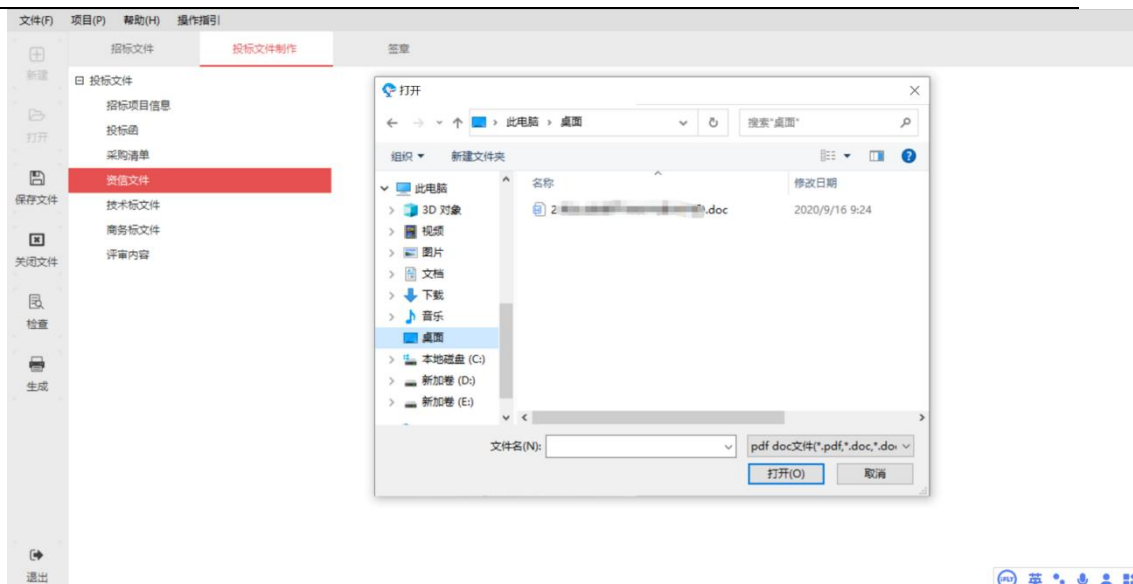 文件(F) 项目(P) 帮助(H) 操作指引
招标文件 投标文件制作 签章
新建
打开
保存文件
关闭文件
检查
生成
退出
投标文件
招标项目信息
投标函
采购清单
资信文件
技术标文件
商务标文件
评审内容
打开
此电脑 › 桌面
搜索"桌面"
组织 新建文件夹
此电脑
3D 对象
视频
图片
文档
下载
音乐
桌面
本地磁盘 (C:)
新加卷 (D:)
新加卷 (E:)
名称 修改日期
.doc 2020/9/16 9:24
文件名(N):
pdf doc文件(*.pdf,*.doc,*.do
打开(O) 取消
iFLY 英